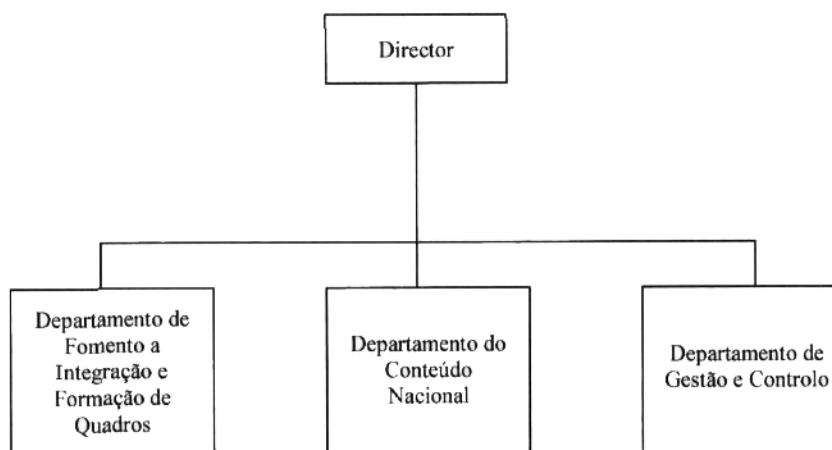 Director
Departamento de
Fomento a
Integração e
Formação de
Quadros
Departamento do
Conteúdo
Nacional
Departamento de
Gestão e Controlo